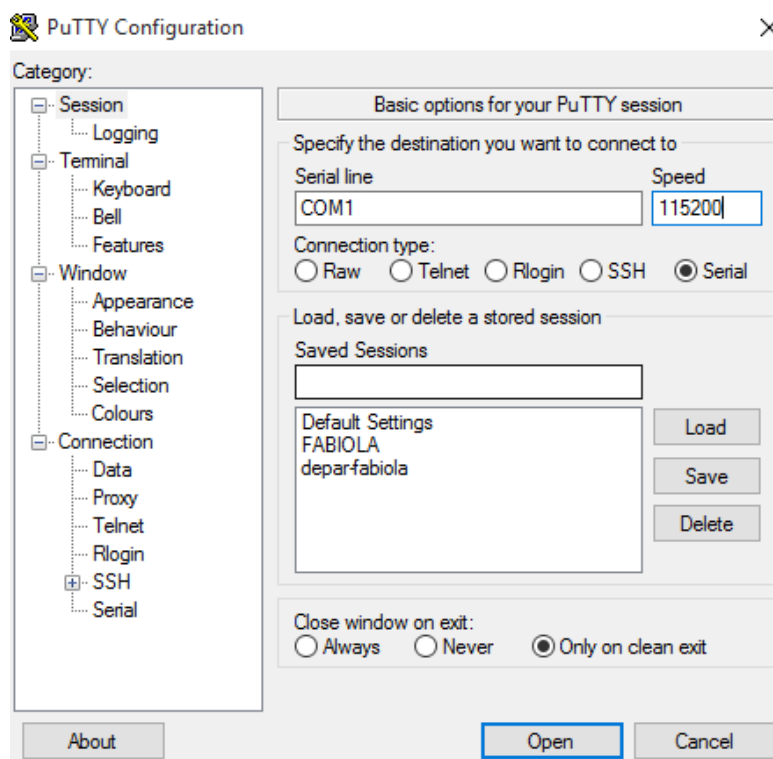 PuTTY Configuration
Category:
Session
Logging
Terminal
Keyboard
Bell
Features
Window
Appearance
Behaviour
Translation
Selection
Colours
Connection
Data
Proxy
Telnet
Rlogin
SSH
Serial
Basic options for your PuTTY session
Specify the destination you want to connect to
Serial line Speed
COM1 115200
Connection type:
Raw Telnet Rlogin SSH Serial
Load, save or delete a stored session
Saved Sessions
Default Settings
FABIOLA
depar-fabiola
Load
Save
Delete
Close window on exit:
Always Never Only on clean exit
About Open Cancel